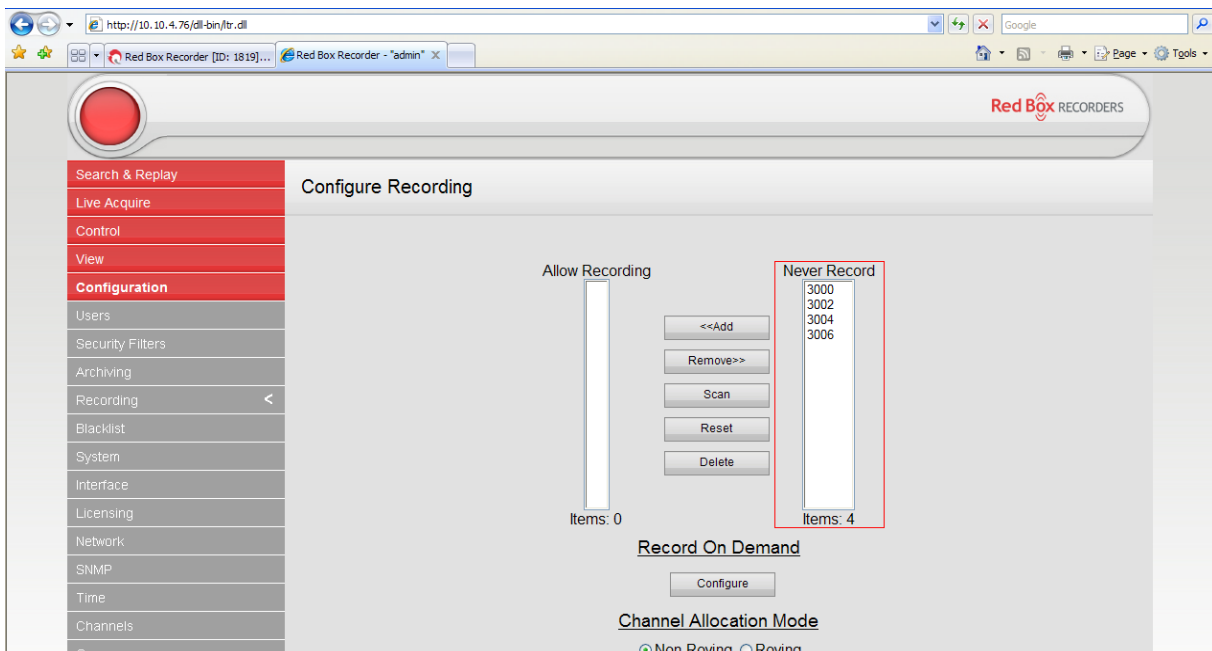 http://10.10.4.76/dll-bin/ltr.dll
Google
Red Box Recorder [ID: 1819]...
Red Box Recorder - "admin"
Page
Tools
Red Box RECORDERS
Search & Replay
Live Acquire
Control
View
Configuration
Users
Security Filters
Archiving
Recording <
Blacklist
System
Interface
Licensing
Network
SNMP
Time
Channels
Configure Recording
Allow Recording
Items: 0
<<Add
Remove>>
Scan
Reset
Delete
Never Record
3000
3002
3004
3006
Items: 4
Record On Demand
Configure
Channel Allocation Mode
Non Roving
Roving